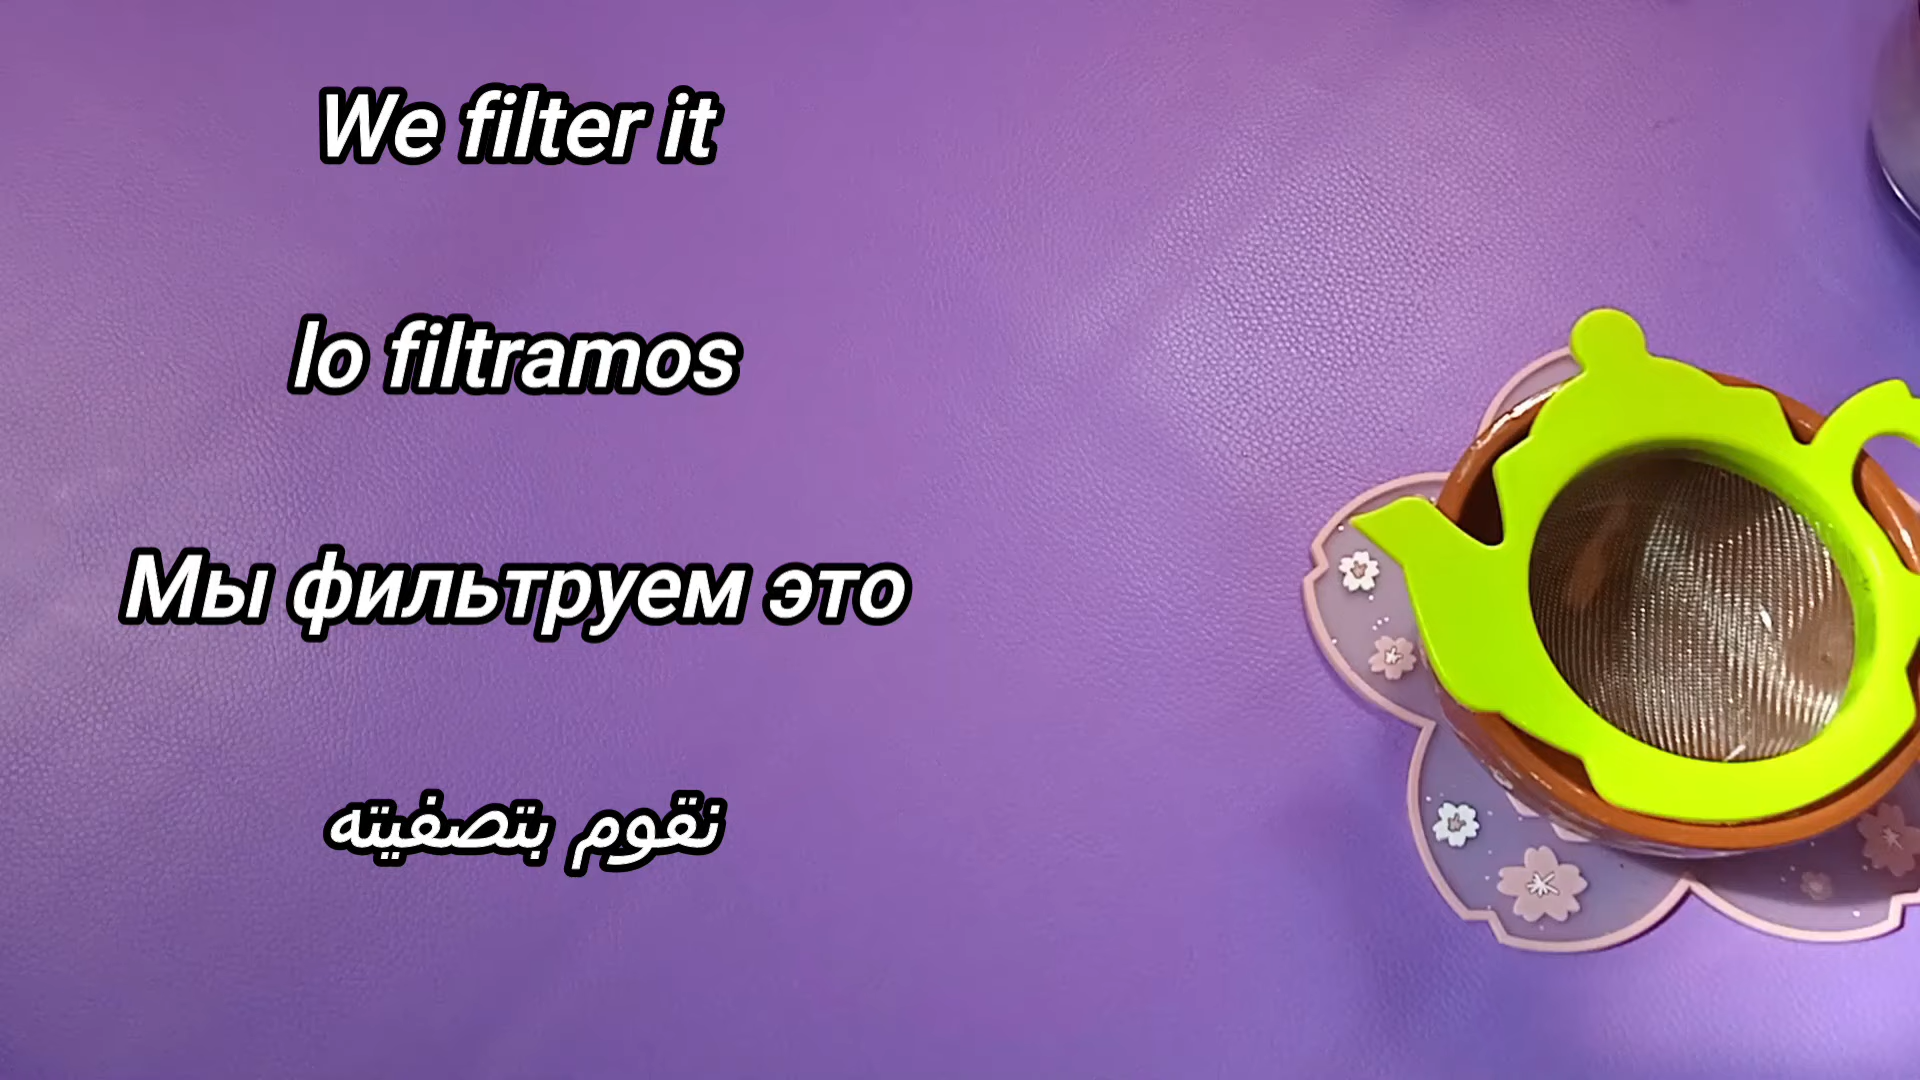 We filter it
lo filtramos
Мы фильтруем это
نقوم بتصفيته